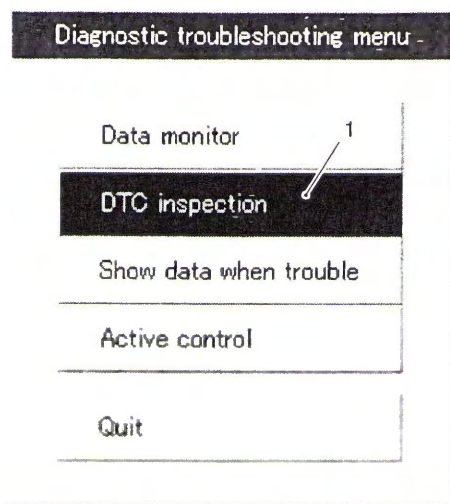 Diagnostic troubleshooting menu
Data monitor
1
DTC inspection
Show data when trouble
Active control
Quit